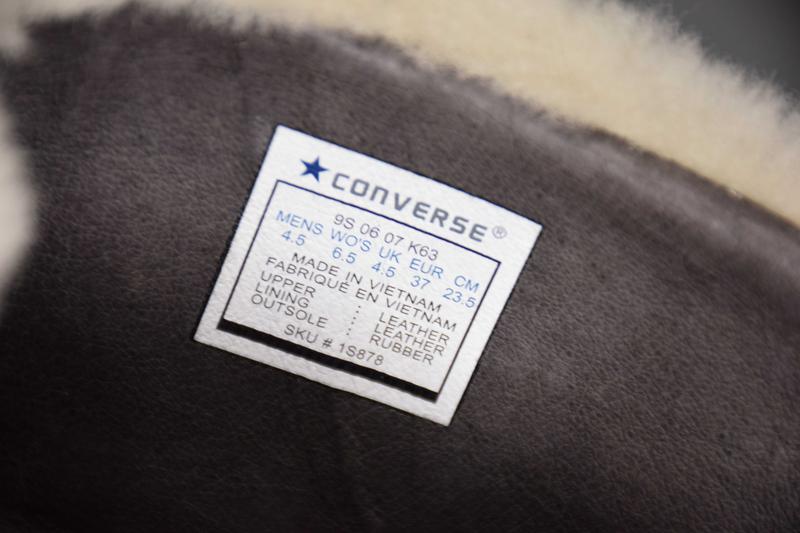 CONVERSE®
9S 06 07 K63
MENS WO'S UK EUR CM
4.5 6.5 4.5 37 23.5
MADE IN VIETNAM
FABRIQUE EN VIETNAM
UPPER : LEATHER
LINING : LEATHER
OUTSOLE : RUBBER
SKU # 1S878